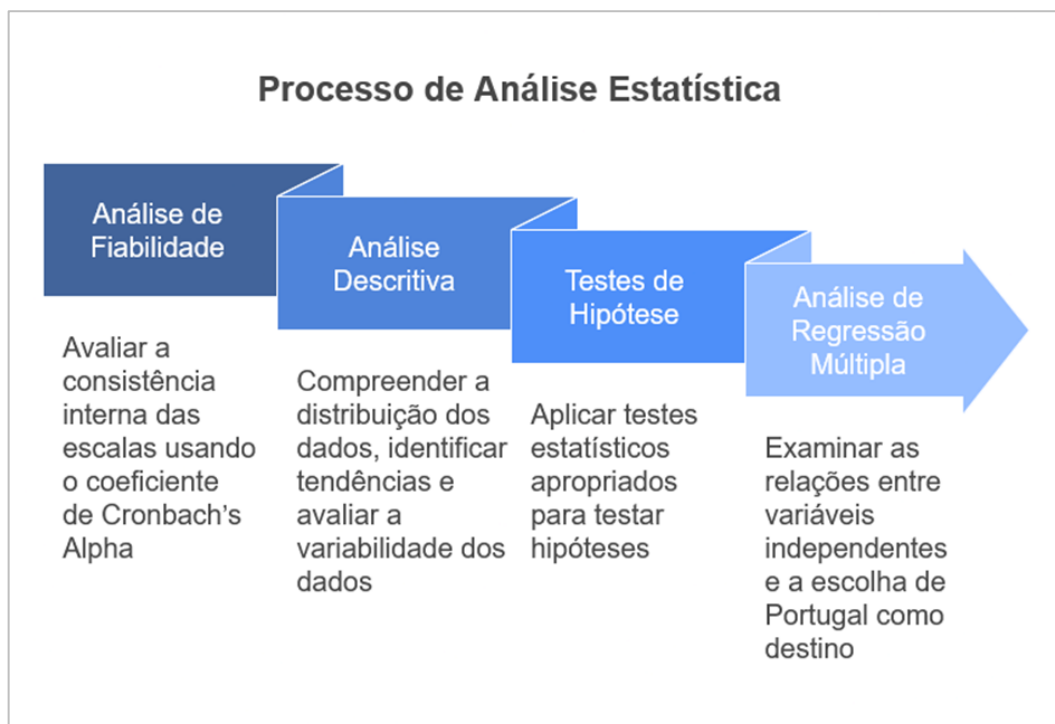 Processo de Análise Estatística
Análise de
Fiabilidade
Avaliar a
consistência
interna das
escalas usando
o coeficiente
de Cronbach’s
Alpha
Análise
Descritiva
Compreender a
distribuição dos
dados, identificar
tendências e
avaliar a
variabilidade dos
dados
Testes de
Hipótese
Aplicar testes
estatísticos
apropriados
para testar
hipóteses
Análise de
Regressão
Múltipla
Examinar as
relações entre
variáveis
independentes
e a escolha de
Portugal como
destino